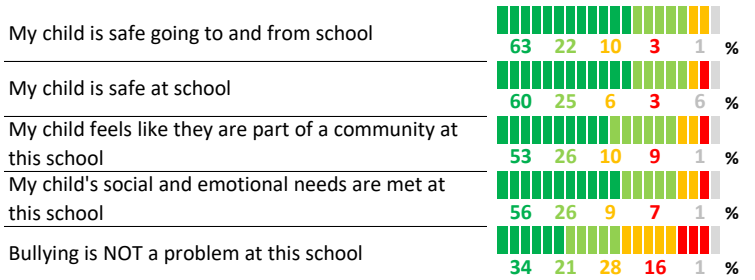 My child is safe going to and from school
63 22 10 3 1 %
My child is safe at school
60 25 6 3 6 %
My child feels like they are part of a community at
this school
53 26 10 9 1 %
My child's social and emotional needs are met at
this school
56 26 9 7 1 %
Bullying is NOT a problem at this school
34 21 28 16 1 %